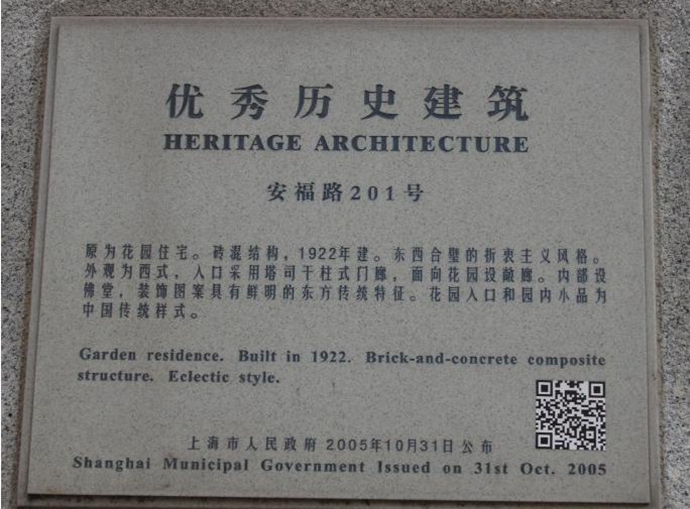 优秀历史建筑
HERITAGE ARCHITECTURE
安福路201号
原为花园住宅。砖混结构，1922年建。东西合璧的折衷主义风格。
外观为西式，入口采用塔司干柱式门廊，面向花园设敞廊。内部设
佛堂，装饰图案具有鲜明的东方传统特征。花园入口和园内小品为
中国传统样式。
Garden residence. Built in 1922. Brick-and-concrete composite
structure. Eclectic style.
上海市人民政府 2005年10月31日公布
Shanghai Municipal Government Issued on 31st Oct. 2005